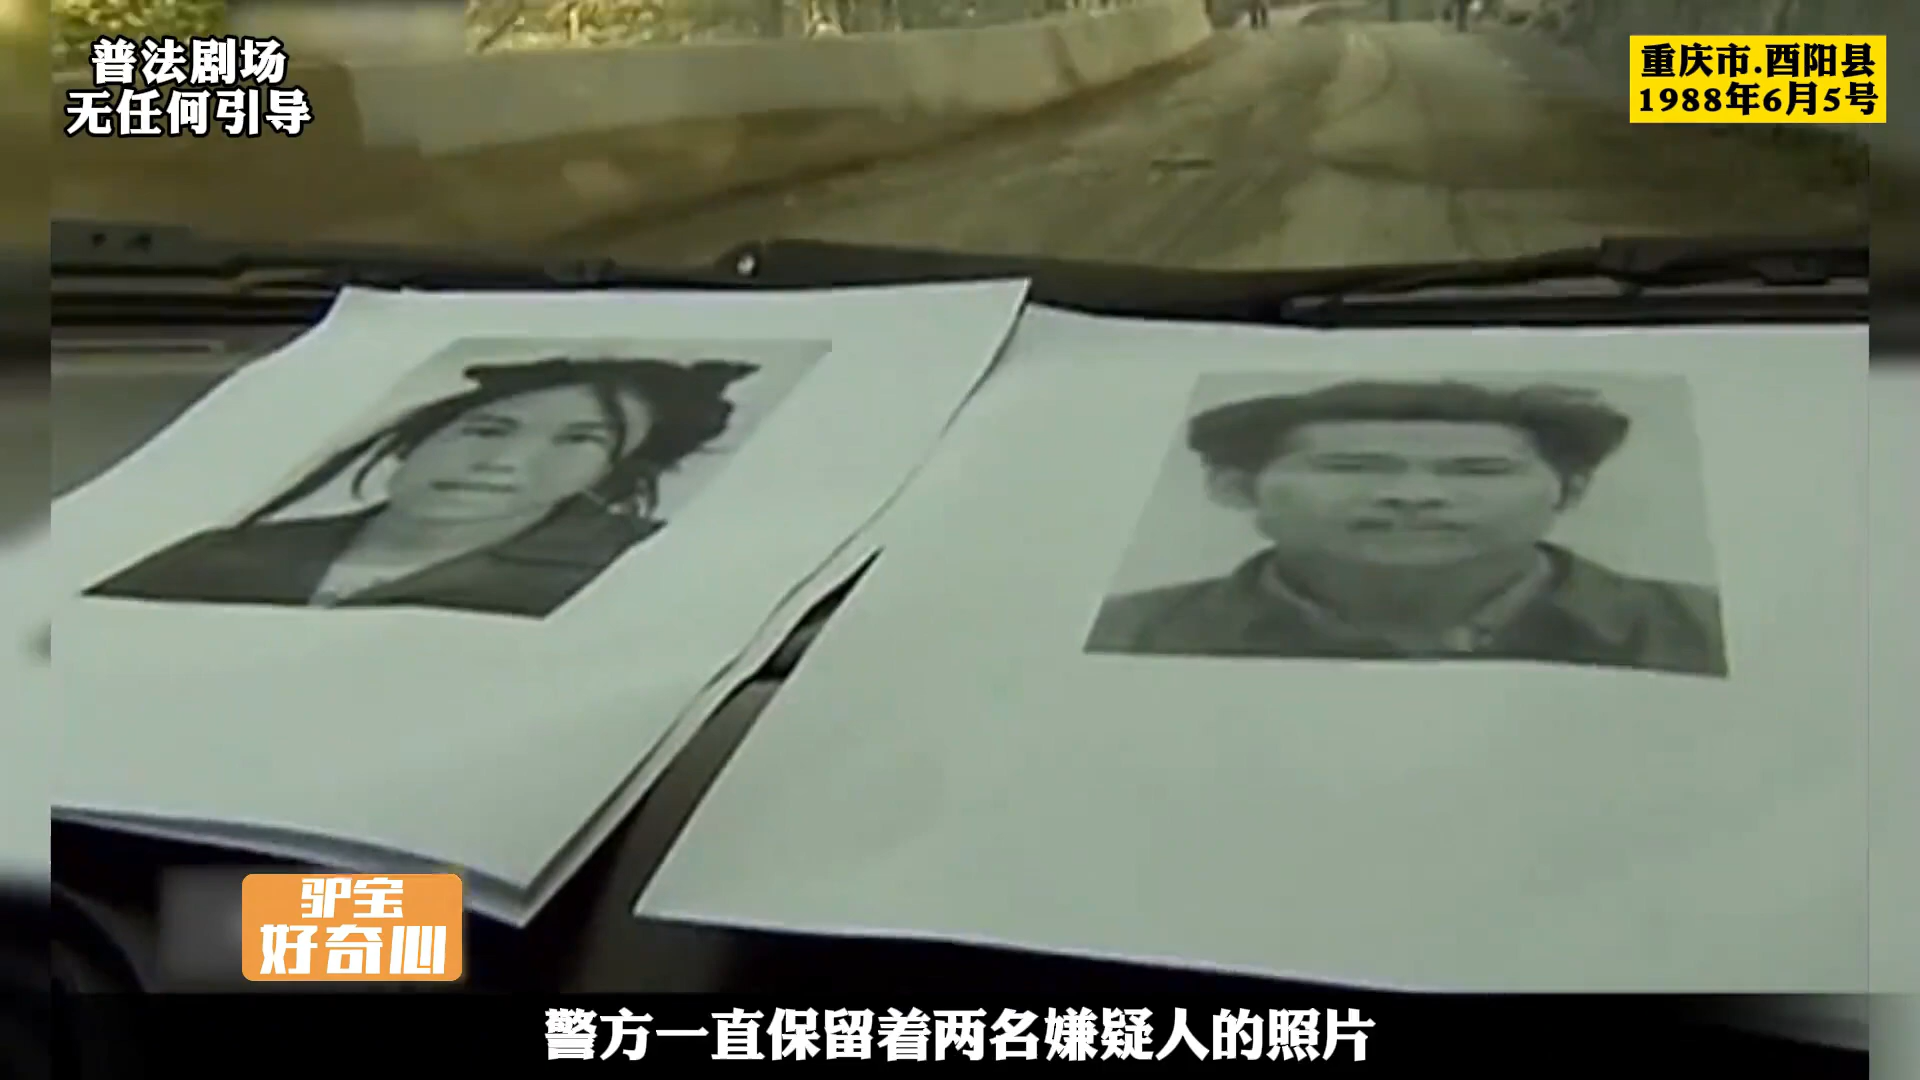 普法剧场
无任何引导
重庆市.酉阳县
1988年6月5号
驴宝
好奇心
警方一直保留着两名嫌疑人的照片